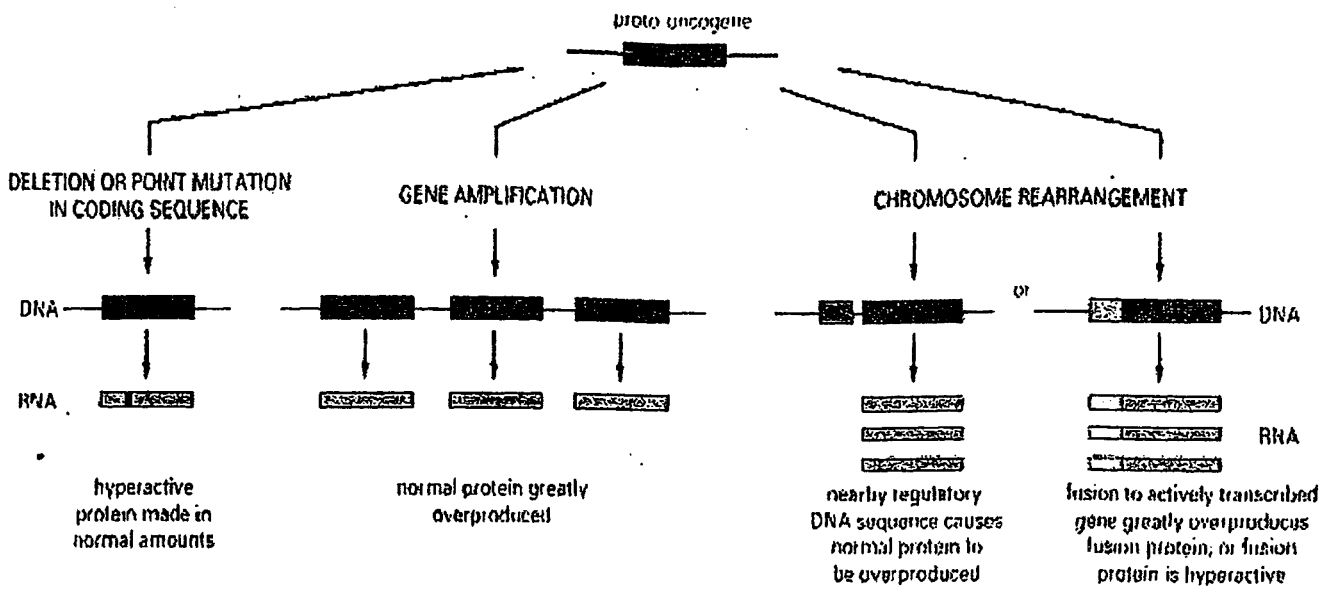 proto oncogene
DELETION OR POINT MUTATION
IN CODING SEQUENCE
GENE AMPLIFICATION
CHROMOSOME REARRANGEMENT
DNA
or
DNA
RNA
RNA
hyperactive
protein made in
normal amounts
normal protein greatly
overproduced
nearby regulatory
DNA sequence causes
normal protein to
be overproduced
fusion to actively transcribed
gene greatly overproduces
fusion protein; or fusion
protein is hyperactive